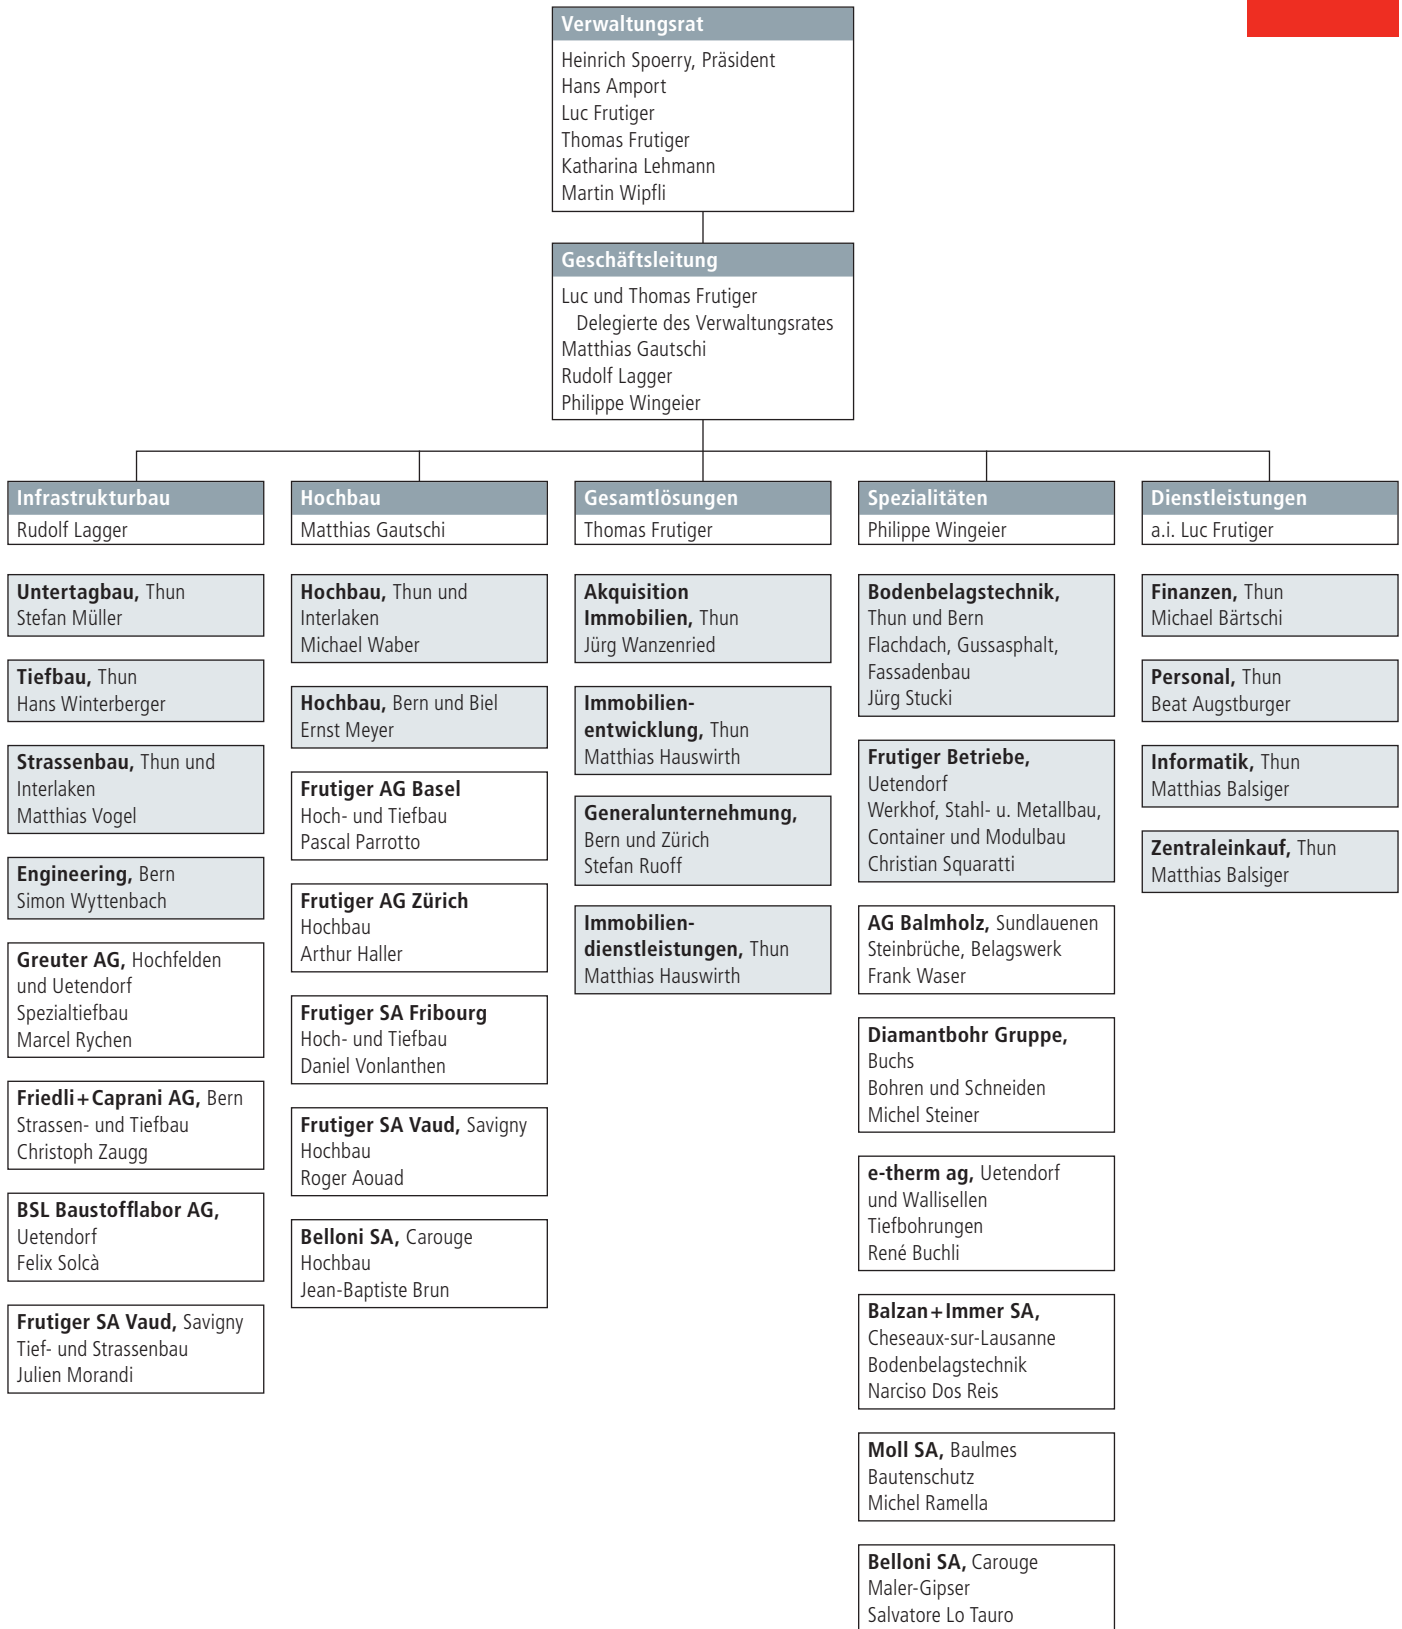 Verwaltungsrat
Heinrich Spoerry, Präsident
Hans Amport
Luc Frutiger
Thomas Frutiger
Katharina Lehmann
Martin Wipfli
Geschäftsleitung
Luc und Thomas Frutiger
Delegierte des Verwaltungsrates
Matthias Gautschi
Rudolf Lagger
Philippe Wingeier
Infrastrukturbau
Rudolf Lagger
Untertagbau, Thun
Stefan Müller
Tiefbau, Thun
Hans Winterberger
Strassenbau, Thun und
Interlaken
Matthias Vogel
Engineering, Bern
Simon Wyttenbach
Greuter AG, Hochfelden
und Uetendorf
Spezialtiefbau
Marcel Rychen
Friedli+Caprani AG, Bern
Strassen- und Tiefbau
Christoph Zaugg
BSL Baustofflabor AG,
Uetendorf
Felix Solcà
Frutiger SA Vaud, Savigny
Tief- und Strassenbau
Julien Morandi
Hochbau
Matthias Gautschi
Hochbau, Thun und
Interlaken
Michael Waber
Hochbau, Bern und Biel
Ernst Meyer
Frutiger AG Basel
Hoch- und Tiefbau
Pascal Parrotto
Frutiger AG Zürich
Hochbau
Arthur Haller
Frutiger SA Fribourg
Hoch- und Tiefbau
Daniel Vonlanthen
Frutiger SA Vaud, Savigny
Hochbau
Roger Aouad
Belloni SA, Carouge
Hochbau
Jean-Baptiste Brun
Gesamtlösungen
Thomas Frutiger
Akquisition
Immobilien, Thun
Jürg Wanzenried
Immobilien-
entwicklung, Thun
Matthias Hauswirth
Generalunternehmung,
Bern und Zürich
Stefan Ruoff
Immobilien-
dienstleistungen, Thun
Matthias Hauswirth
Spezialitäten
Philippe Wingeier
Bodenbelagstechnik,
Thun und Bern
Flachdach, Gussasphalt,
Fassadenbau
Jürg Stucki
Frutiger Betriebe,
Uetendorf
Werkhof, Stahl- u. Metallbau,
Container und Modulbau
Christian Squaratti
AG Balmholz, Sundlauenen
Steinbrüche, Belagswerk
Frank Waser
Diamantbohr Gruppe,
Buchs
Bohren und Schneiden
Michel Steiner
e-therm ag, Uetendorf
und Wallisellen
Tiefbohrungen
René Buchli
Balzan+Immer SA,
Cheseaux-sur-Lausanne
Bodenbelagstechnik
Narciso Dos Reis
Moll SA, Baulmes
Bautenschutz
Michel Ramella
Belloni SA, Carouge
Maler-Gipser
Salvatore Lo Tauro
Dienstleistungen
a.i. Luc Frutiger
Finanzen, Thun
Michael Bärtschi
Personal, Thun
Beat Augstburger
Informatik, Thun
Matthias Balsiger
Zentraleinkauf, Thun
Matthias Balsiger